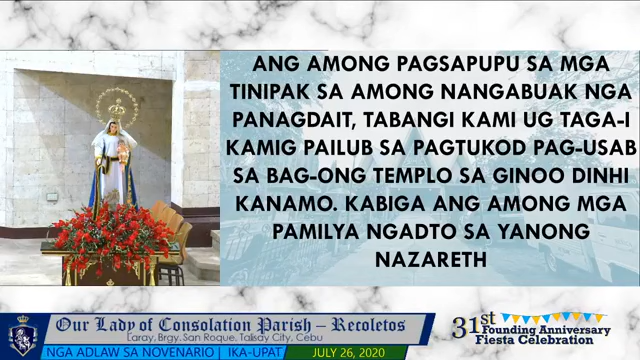 ANG AMONG PAGSAPUPU SA MGA
TINIPAK SA AMONG NANGABUAK NGA
PANAGDAIT, TABANGI KAMI UG TAGA-I
KAMIG PAILUB SA PAGTUKOD PAG-USAB
SA BAG-ONG TEMPLO SA GINOO DINHI
KANAMO. KABIGA ANG AMONG MGA
PAMILYA NGADTO SA YANONG
NAZARETH
Our Lady of Consolation Parish – Recoletos
Laray, Brgy. San Roque, Talisay City, Cebu
NGA ADLAW SA NOVENARIO | IKA-UPAT
JULY 26, 2020
31st
Founding Anniversary
Fiesta Celebration